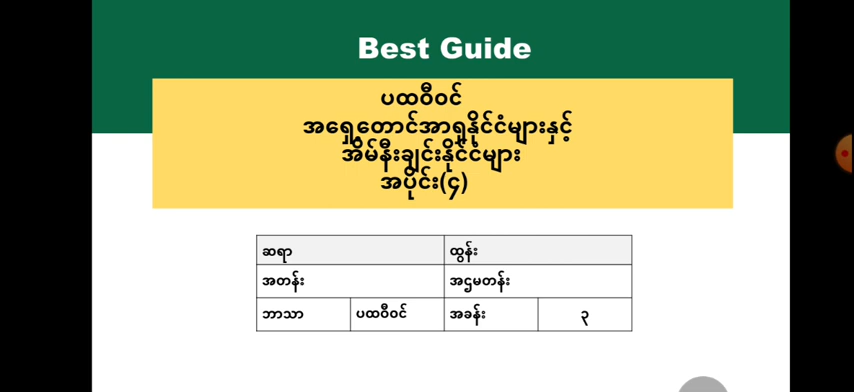 Best Guide
ပထဝီဝင်
အရှေ့တောင်အာရှနိုင်ငံများနှင့်
အိမ်နီးချင်းနိုင်ငံများ
အပိုင်း(၄)
ဆရာ ထွန်း
အတန်း အဌမတန်း
ဘာသာ ပထဝီဝင် အခန်း ၃